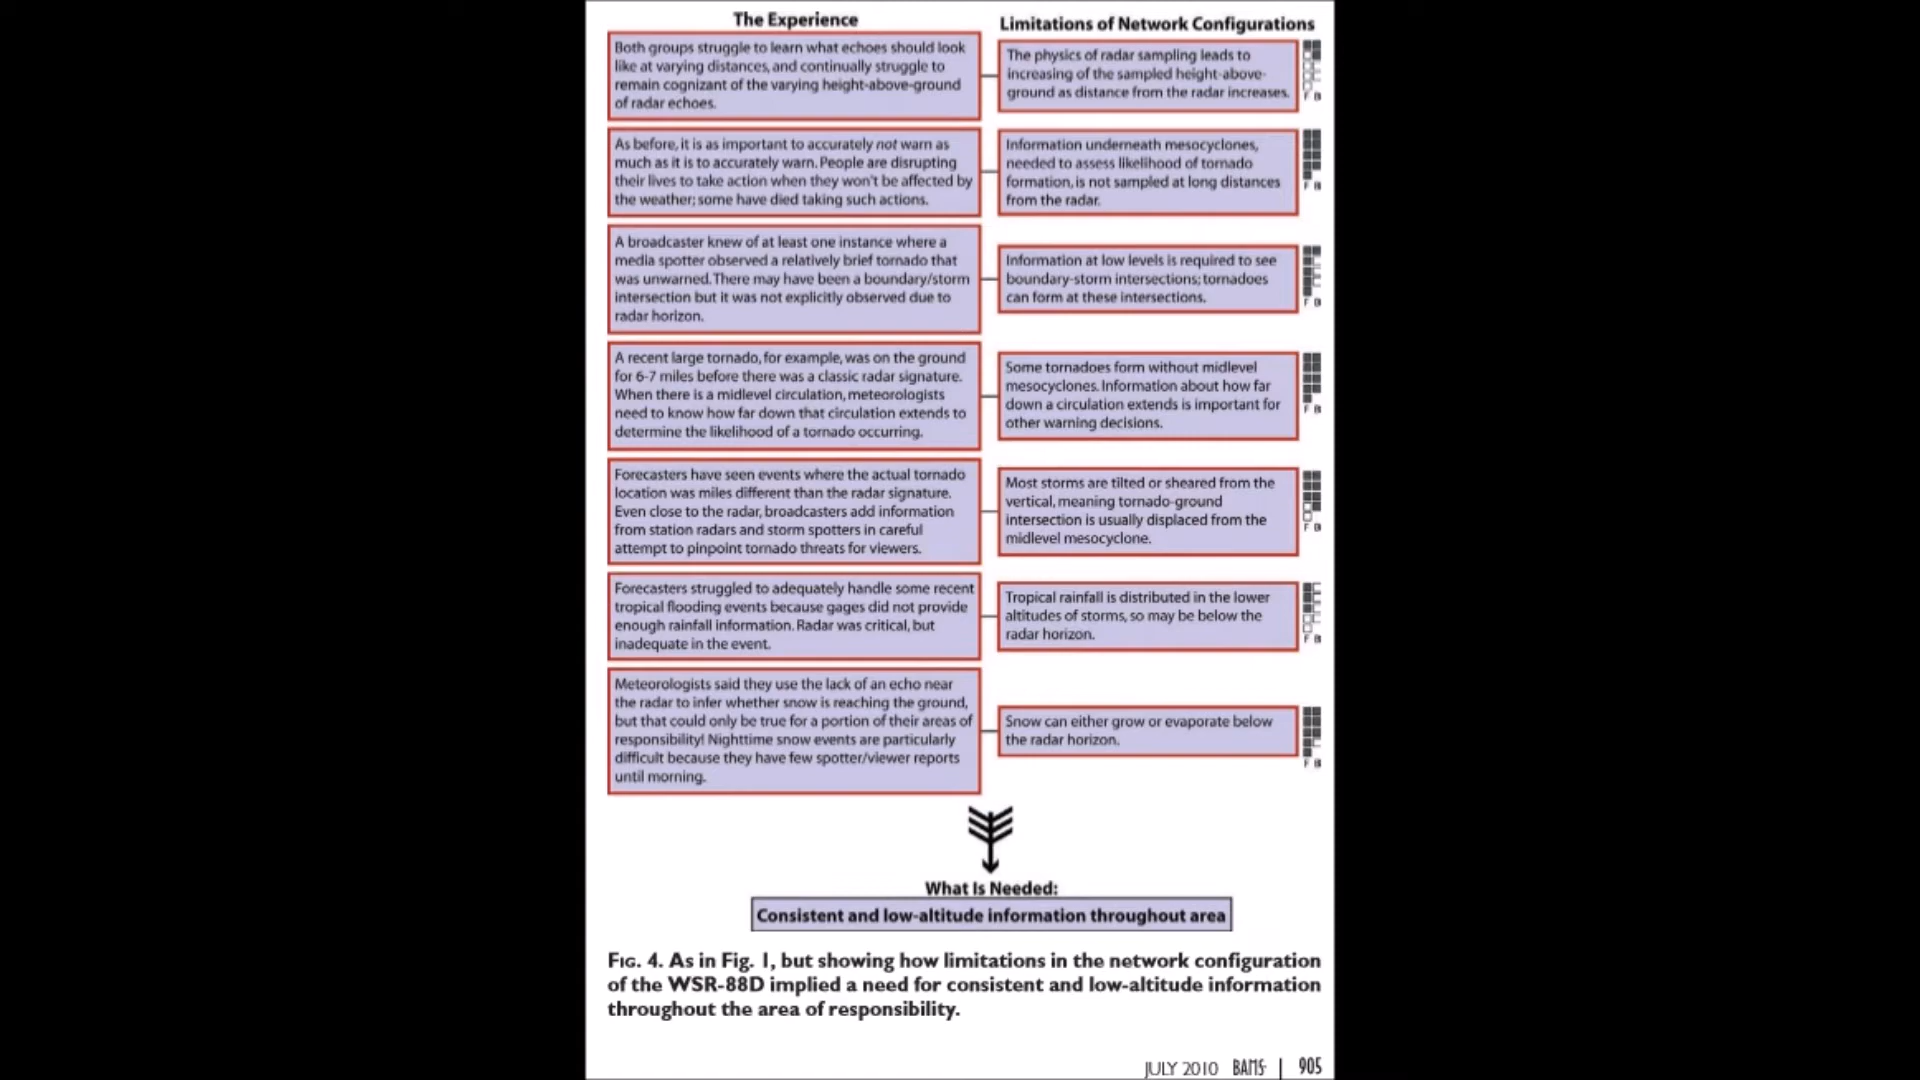 The Experience
Limitations of Network Configurations
Both groups struggle to learn what echoes should look
like at varying distances, and continually struggle to
remain cognizant of the varying height-above-ground
of radar echoes.
The physics of radar sampling leads to
increasing of the sampled height-above-
ground as distance from the radar increases.
F B
As before, it is as important to accurately not warn as
much as it is to accurately warn. People are disrupting
their lives to take action when they won't be affected by
the weather; some have died taking such actions.
Information underneath mesocyclones,
needed to assess likelihood of tornado
formation, is not sampled at long distances
from the radar.
F B
A broadcaster knew of at least one instance where a
media spotter observed a relatively brief tornado that
was unwarned. There may have been a boundary/storm
intersection but it was not explicitly observed due to
radar horizon.
Information at low levels is required to see
boundary-storm intersections; tornadoes
can form at these intersections.
F B
A recent large tornado, for example, was on the ground
for 6-7 miles before there was a classic radar signature.
When there is a midlevel circulation, meteorologists
need to know how far down that circulation extends to
determine the likelihood of a tornado occurring.
Some tornadoes form without midlevel
mesocyclones. Information about how far
down a circulation extends is important for
other warning decisions.
F B
Forecasters have seen events where the actual tornado
location was miles different than the radar signature.
Even close to the radar, broadcasters add information
from station radars and storm spotters in careful
attempt to pinpoint tornado threats for viewers.
Most storms are tilted or sheared from the
vertical, meaning tornado-ground
intersection is usually displaced from the
midlevel mesocyclone.
F B
Forecasters struggled to adequately handle some recent
tropical flooding events because gages did not provide
enough rainfall information. Radar was critical, but
inadequate in the event.
Tropical rainfall is distributed in the lower
altitudes of storms, so may be below the
radar horizon.
F B
Meteorologists said they use the lack of an echo near
the radar to infer whether snow is reaching the ground,
but that could only be true for a portion of their areas of
responsibility! Nighttime snow events are particularly
difficult because they have few spotter/viewer reports
until morning.
Snow can either grow or evaporate below
the radar horizon.
F B
What Is Needed:
Consistent and low-altitude information throughout area
FIG. 4. As in Fig. 1, but showing how limitations in the network configuration
of the WSR-88D implied a need for consistent and low-altitude information
throughout the area of responsibility.
JULY 2010 BAMS | 905